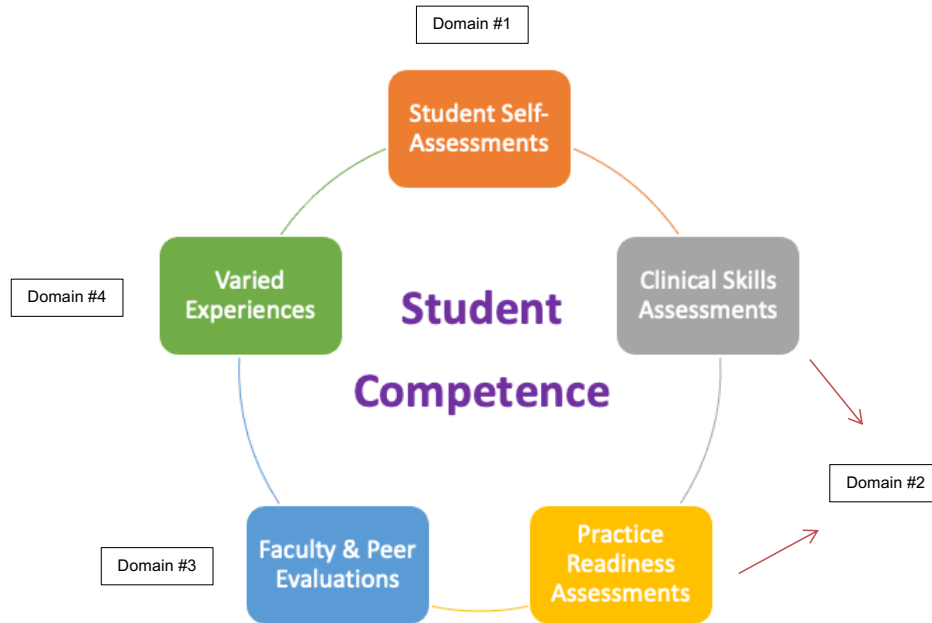 Domain #1
Student Self-
Assessments
Varied
Experiences
Clinical Skills
Assessments
Domain #4
Student
Competence
Domain #2
Faculty & Peer
Evaluations
Practice
Readiness
Assessments
Domain #3